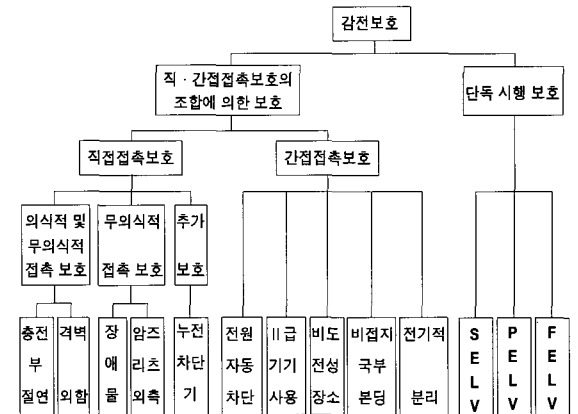 감전보호
직 · 간접접촉보호의
조합에 의한 보호
단독 시행 보호
직접접촉보호
간접접촉보호
의식적 및
무의식적
접촉 보호
무의식적
접촉 보호
추가
보호
충전
부
절연
격벽
외함
장
애
물
암즈
리츠
외측
누전
차단
기
전원
자동
차단
II급
기기
사용
비도
전성
장소
비접지
국부
본딩
전기적
분리
S
E
L
V
P
E
L
V
F
E
L
V